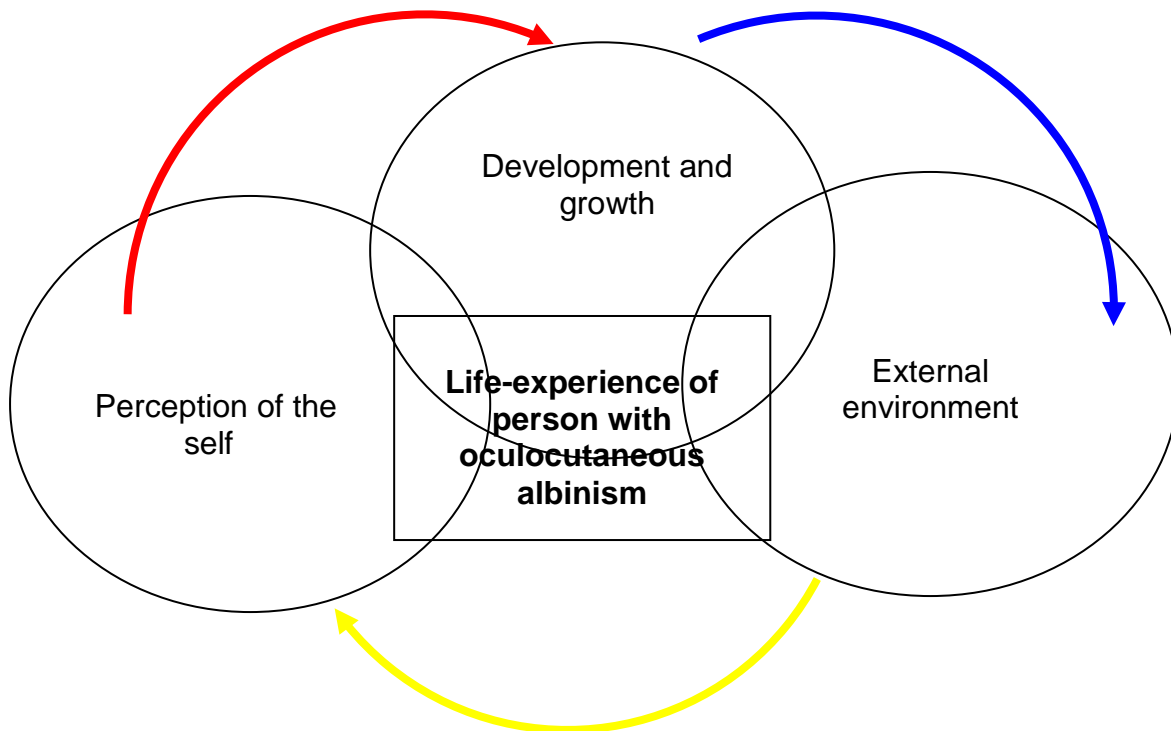 Development and
growth
Perception of the
self
Life-experience of
person with
oculocutaneous
albinism
External
environment